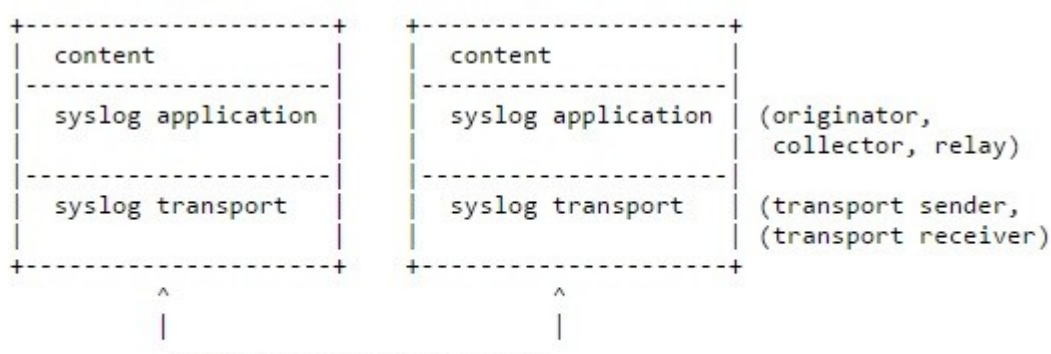 content content
syslog application syslog application (originator,
collector, relay)
syslog transport syslog transport (transport sender,
(transport receiver)